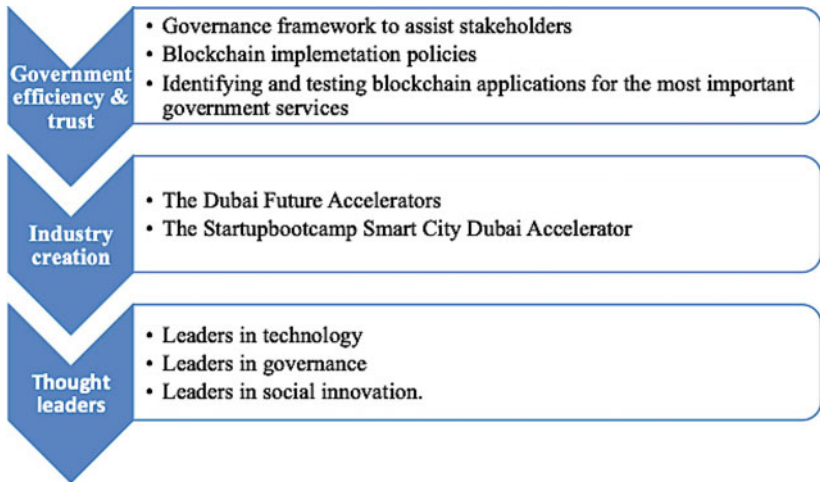 Government
efficiency &
trust
• Governance framework to assist stakeholders
• Blockchain implemetation policies
• Identifying and testing blockchain applications for the most important
government services
Industry
creation
• The Dubai Future Accelerators
• The Startupbootcamp Smart City Dubai Accelerator
Thought
leaders
• Leaders in technology
• Leaders in governance
• Leaders in social innovation.